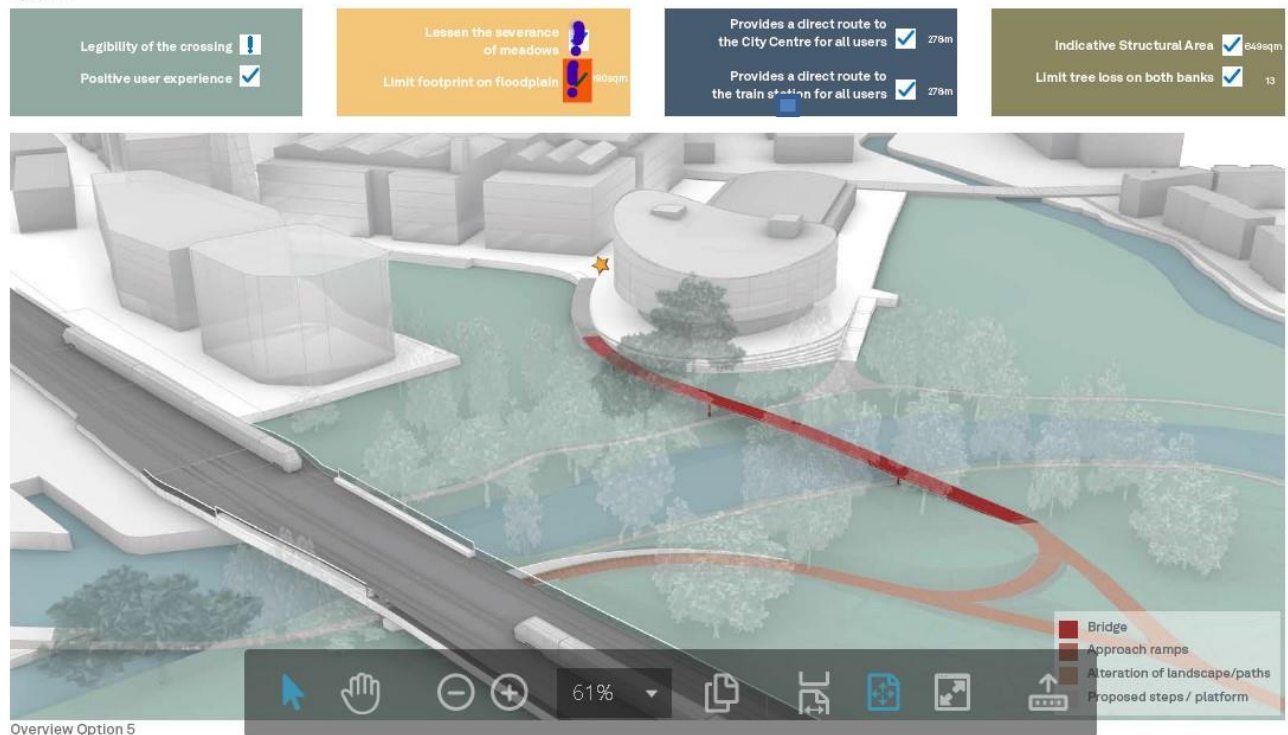 Legibility of the crossing
Positive user experience
Lessen the severance
of meadows
Limit footprint on floodplain
190sqm
Provides a direct route to
the City Centre for all users
278m
Provides a direct route to
the train station for all users
278m
Indicative Structural Area
649sqm
Limit tree loss on both banks
13
Bridge
Approach ramps
Alteration of landscape/paths
Proposed steps / platform
61%
Overview Option 5